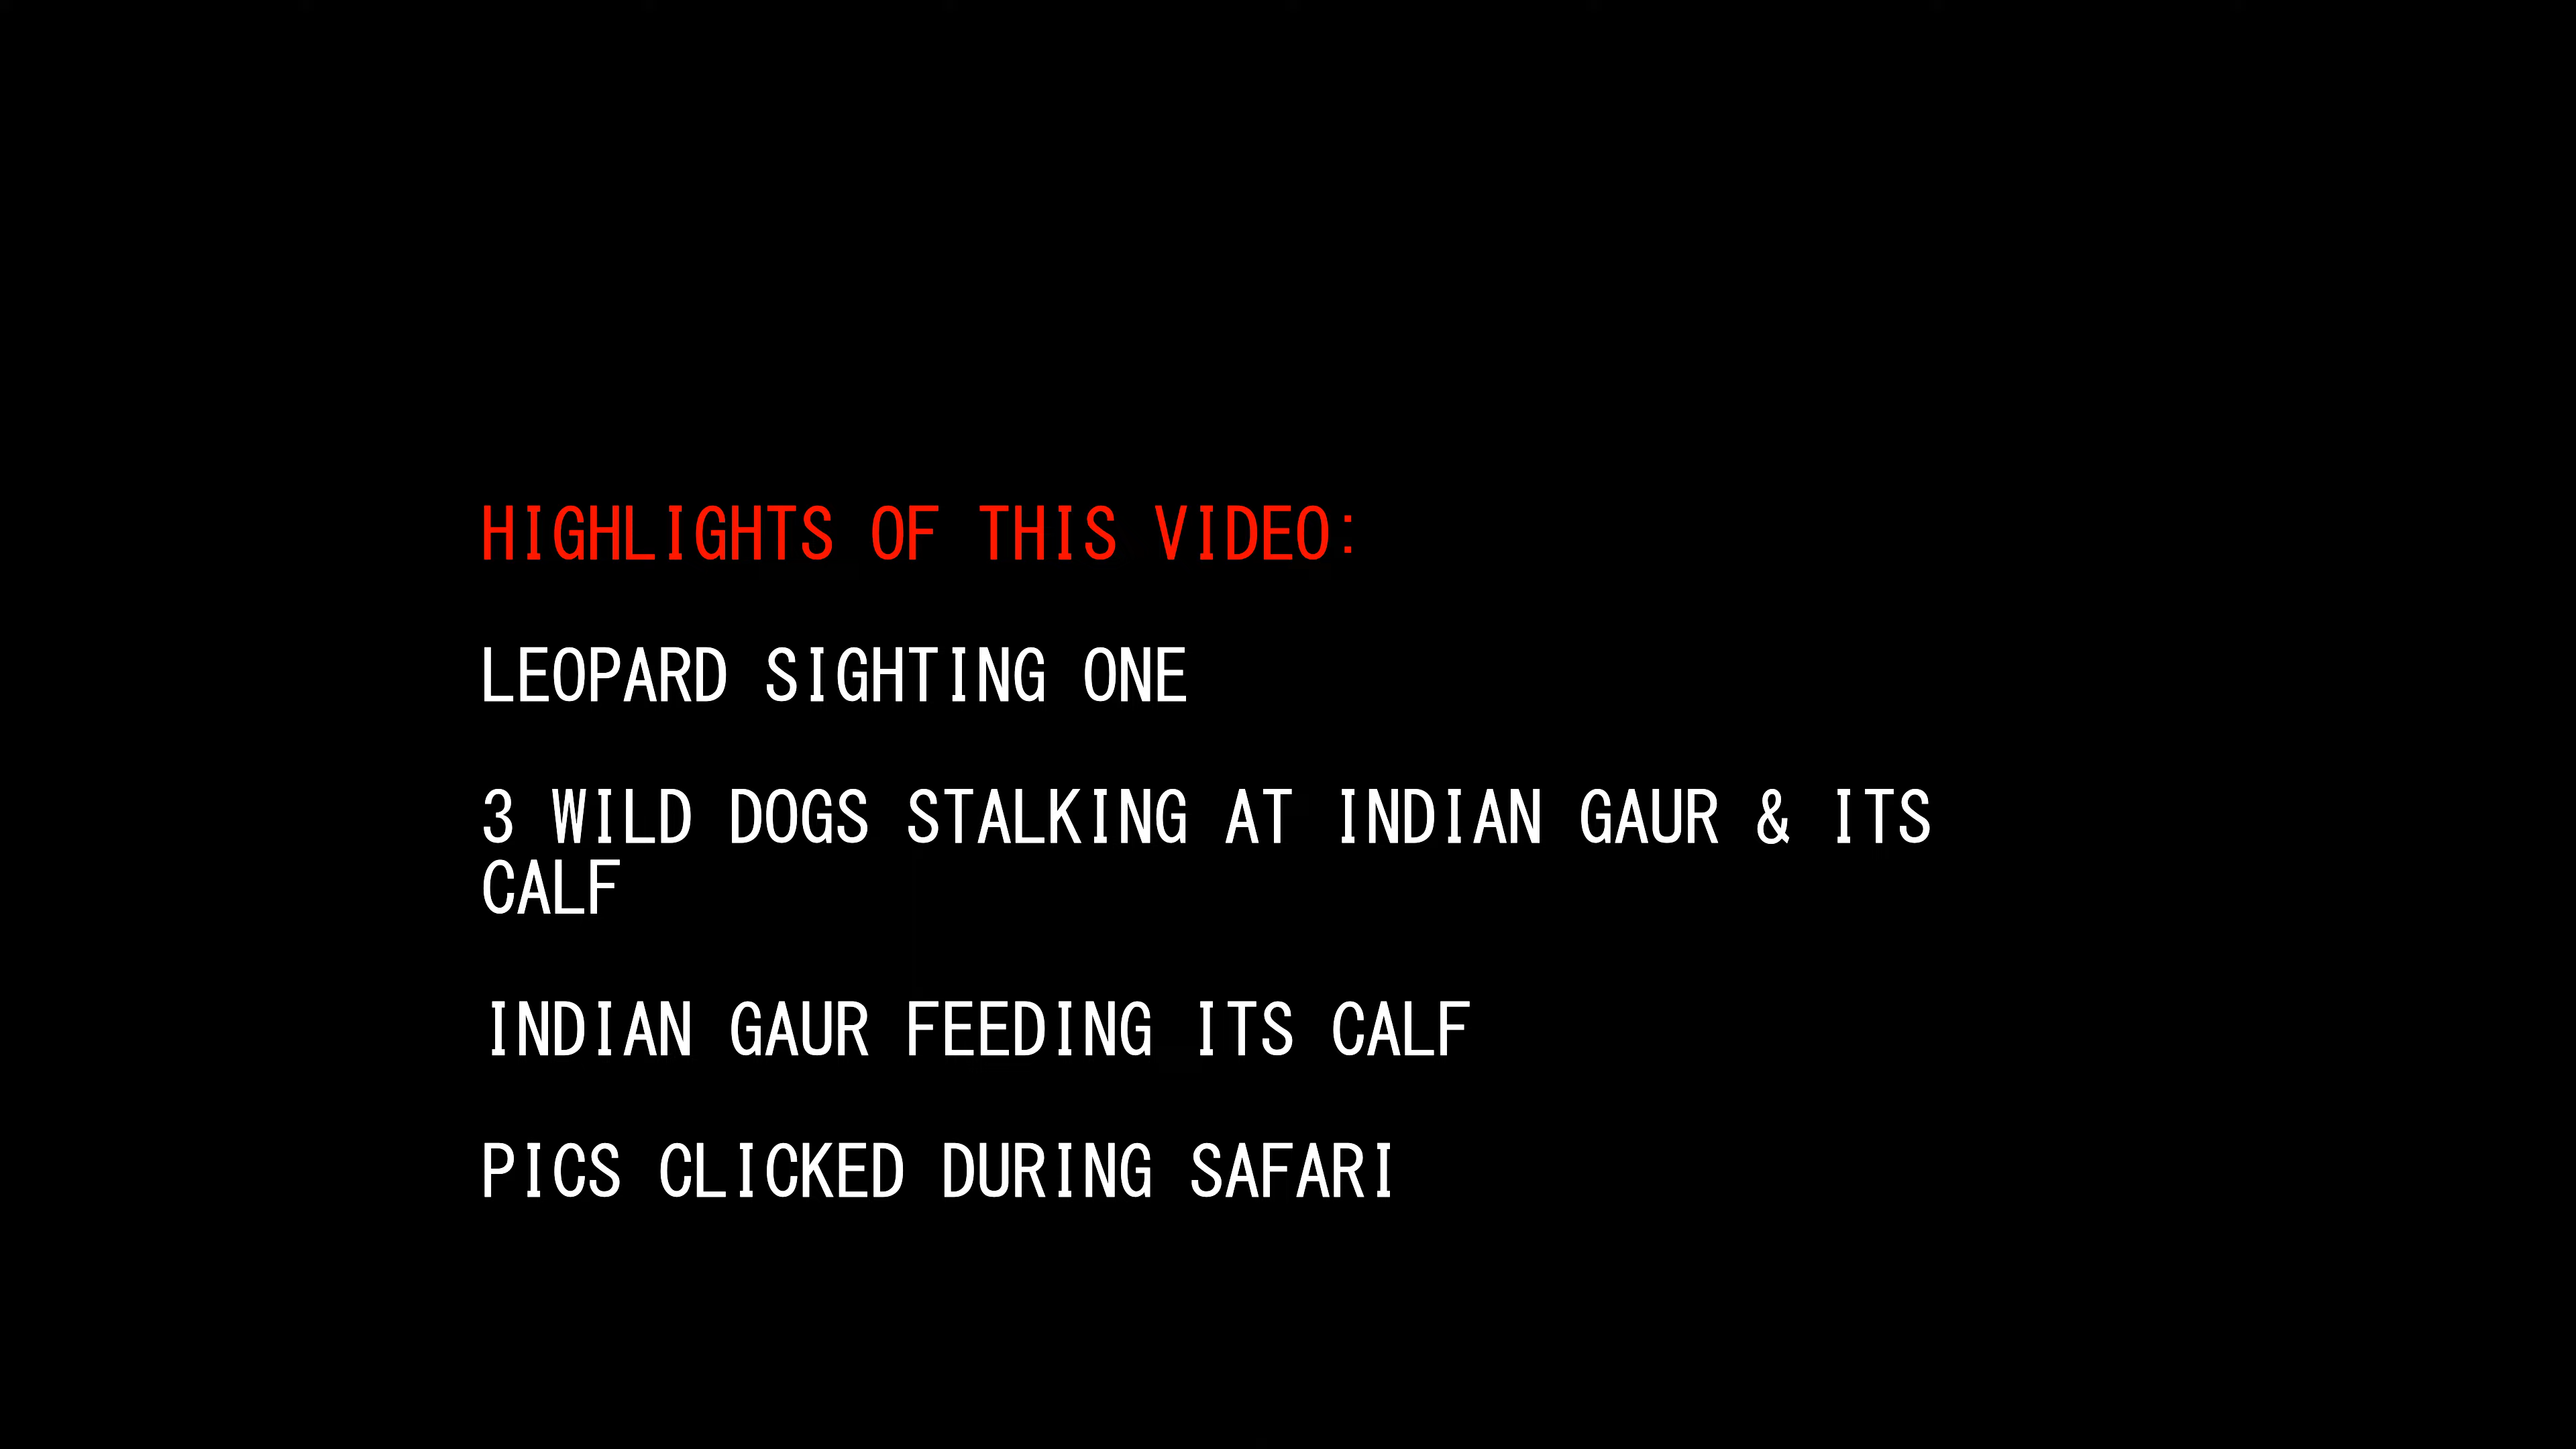 HIGHLIGHTS OF THIS VIDEO:
LEOPARD SIGHTING ONE
3 WILD DOGS STALKING AT INDIAN GAUR & ITS
CALF
INDIAN GAUR FEEDING ITS CALF
PICS CLICKED DURING SAFARI